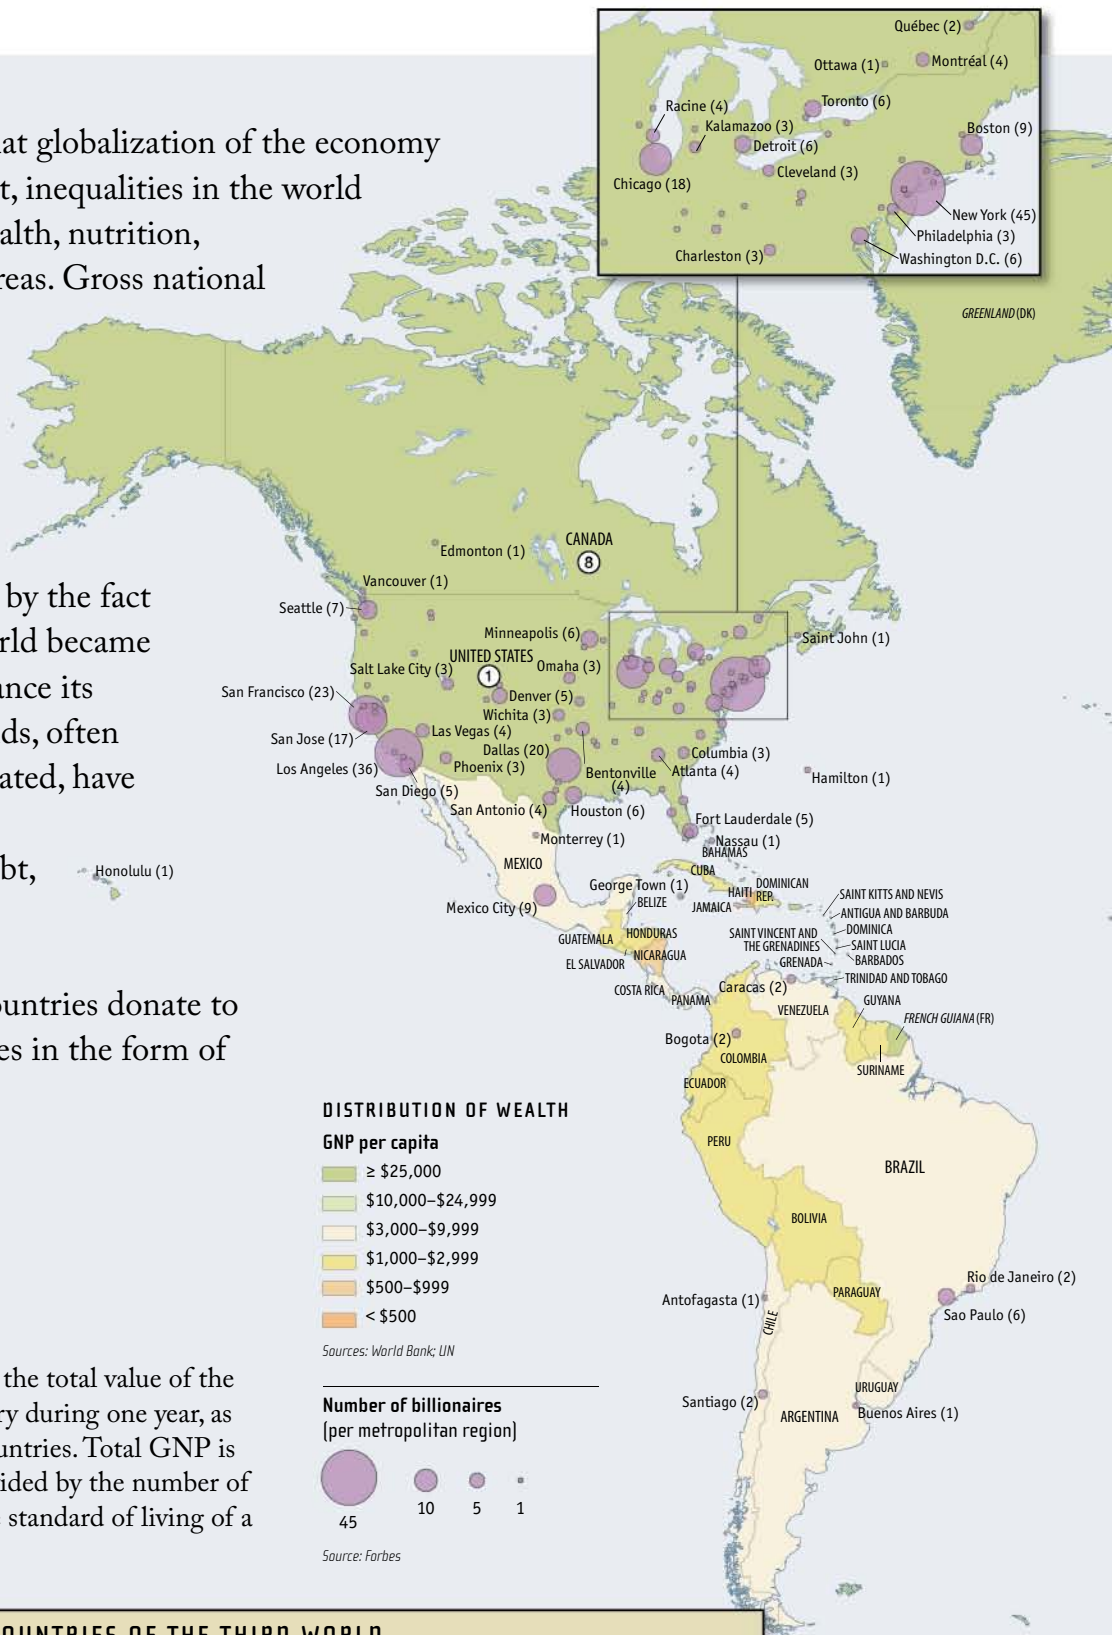 Québec (2)
Ottawa (1)
Montréal (4)
Toronto (6)
Racine (4)
Kalamazoo (3)
Boston (9)
Detroit (6)
Cleveland (3)
Chicago (18)
New York (45)
Philadelphia (3)
Charleston (3)
Washington D.C. (6)
at globalization of the economy
t, inequalities in the world
alth, nutrition,
reas. Gross national
GREENLAND (DK)
by the fact
rld became
ance its
ds, often
ated, have
bt,
ountries donate to
es in the form of
Edmonton (1)
CANADA
8
Vancouver (1)
Seattle (7)
Minneapolis (6)
Saint John (1)
UNITED STATES
1
Salt Lake City (3)
Omaha (3)
San Francisco (23)
Denver (5)
Wichita (3)
San Jose (17)
Las Vegas (4)
Dallas (20)
Columbia (3)
Los Angeles (36)
Phoenix (3)
Bentonville
(4)
Atlanta (4)
Hamilton (1)
San Diego (5)
San Antonio (4)
Houston (6)
Fort Lauderdale (5)
Monterrey (1)
Nassau (1)
BAHAMAS
MEXICO
CUBA
Honolulu (1)
George Town (1)
HAITI
DOMINICAN
REP.
Mexico City (9)
BELIZE
JAMAICA
SAINT KITTS AND NEVIS
ANTIGUA AND BARBUDA
DOMINICA
GUATEMALA
HONDURAS
SAINT VINCENT AND
THE GRENADINES
SAINT LUCIA
BARBADOS
EL SALVADOR
NICARAGUA
GRENADA
TRINIDAD AND TOBAGO
COSTA RICA
PANAMA
Caracas (2)
VENEZUELA
GUYANA
FRENCH GUIANA (FR)
Bogota (2)
COLOMBIA
SURINAME
ECUADOR
PERU
BRAZIL
BOLIVIA
PARAGUAY
Rio de Janeiro (2)
Antofagasta (1)
Sao Paulo (6)
CHILE
Santiago (2)
URUGUAY
ARGENTINA
Buenos Aires (1)
DISTRIBUTION OF WEALTH
GNP per capita
≥ $25,000
$10,000–$24,999
$3,000–$9,999
$1,000–$2,999
$500–$999
< $500
Sources: World Bank; UN
Number of billionaires
(per metropolitan region)
45
10
5
1
Source: Forbes
the total value of the
ry during one year, as
untries. Total GNP is
ided by the number of
standard of living of a
OUNTRIES OF THE THIRD WORLD